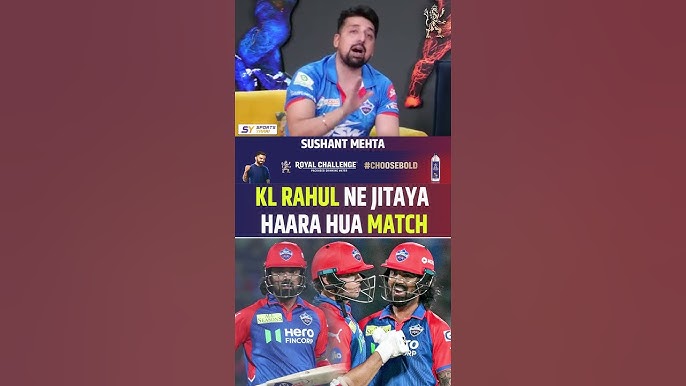 SY SPORTS
SUSHANT MEHTA
ROYAL CHALLENGE
PACKAGED DRINKING WATER
#CHOOSEBOLD
KL RAHUL NE JITAYA
HAARA HUA MATCH
Hero
FINCORP
Hero
FINCORP